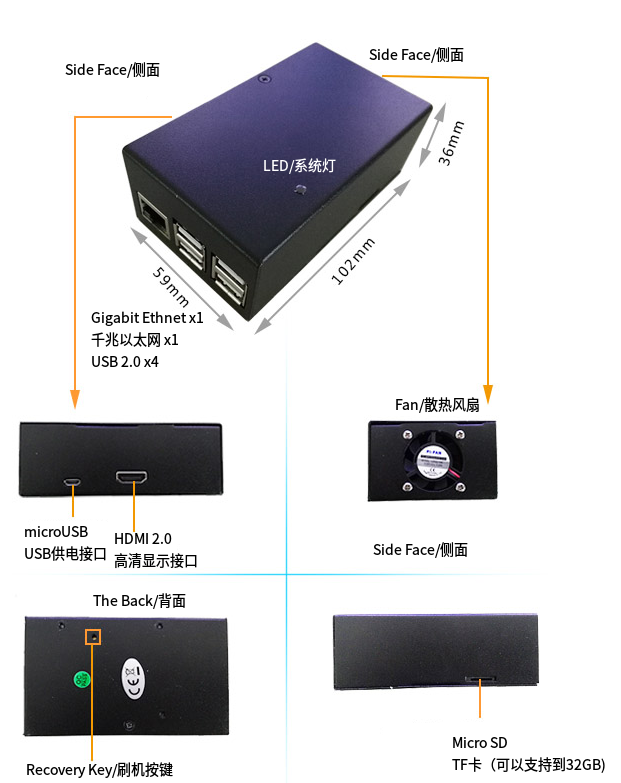 Side Face/侧面
Side Face/侧面
LED/系统灯
36mm
102mm
59mm
Gigabit Ethnet x1
千兆以太网 x1
USB 2.0 x4
Fan/散热风扇
PI-FAN
microUSB
USB供电接口
HDMI 2.0
高清显示接口
Side Face/侧面
The Back/背面
CE
Recovery Key/刷机按键
Micro SD
TF卡（可以支持到32GB)